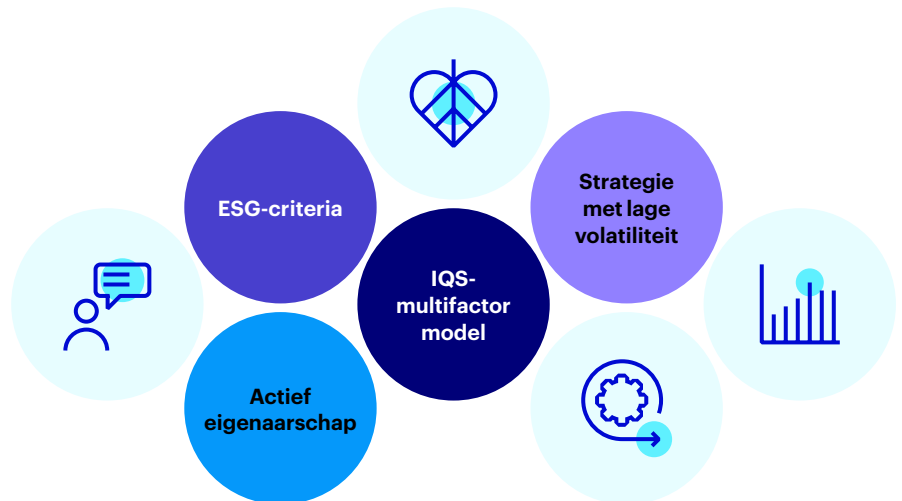 ESG-criteria
Strategie
met lage
volatiliteit
IQS-
multifactor
model
Actief
eigenaarschap